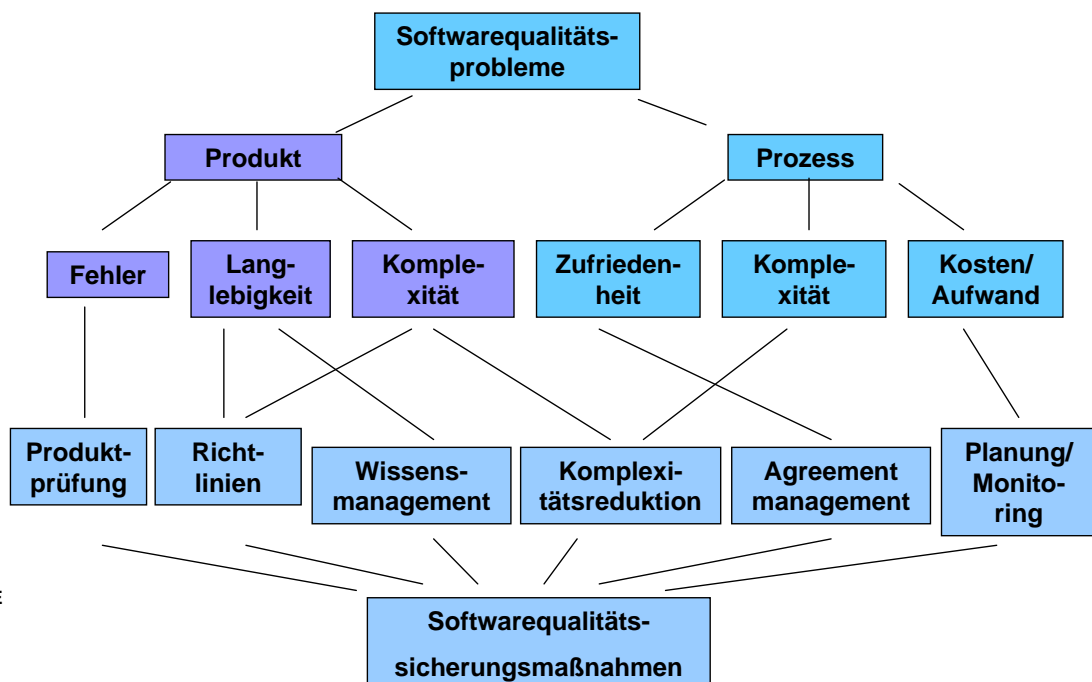 Softwarequalitäts-
probleme
Produkt
Prozess
Fehler
Lang-
lebigkeit
Komple-
xität
Zufrieden-
heit
Komple-
xität
Kosten/
Aufwand
Produkt-
prüfung
Richt-
linien
Wissens-
management
Komplexi-
tätsreduktion
Agreement
management
Planung/
Monito-
ring
E
Softwarequalitäts-
sicherungsmaßnahmen